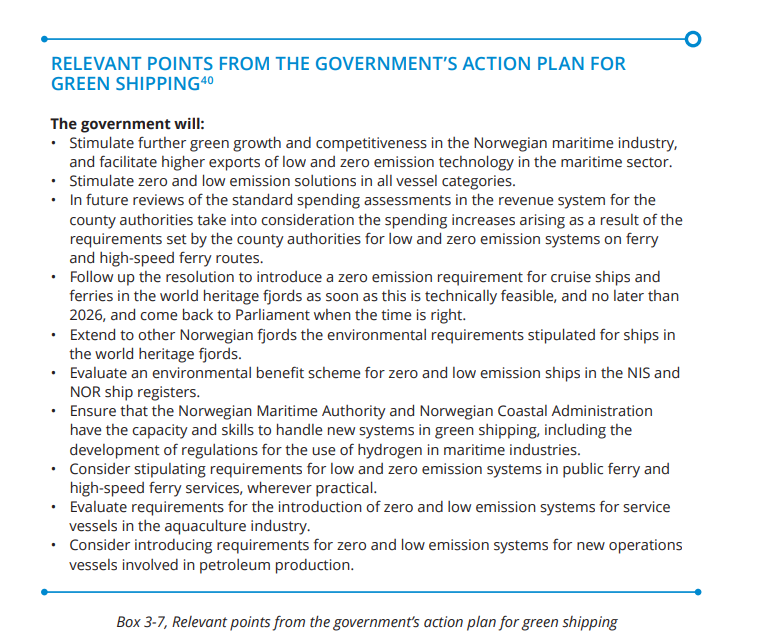 RELEVANT POINTS FROM THE GOVERNMENT'S ACTION PLAN FOR
GREEN SHIPPING⁴⁰
The government will:
• Stimulate further green growth and competitiveness in the Norwegian maritime industry,
and facilitate higher exports of low and zero emission technology in the maritime sector.
• Stimulate zero and low emission solutions in all vessel categories.
• In future reviews of the standard spending assessments in the revenue system for the
county authorities take into consideration the spending increases arising as a result of the
requirements set by the county authorities for low and zero emission systems on ferry
and high-speed ferry routes.
• Follow up the resolution to introduce a zero emission requirement for cruise ships and
ferries in the world heritage fjords as soon as this is technically feasible, and no later than
2026, and come back to Parliament when the time is right.
• Extend to other Norwegian fjords the environmental requirements stipulated for ships in
the world heritage fjords.
• Evaluate an environmental benefit scheme for zero and low emission ships in the NIS and
NOR ship registers.
• Ensure that the Norwegian Maritime Authority and Norwegian Coastal Administration
have the capacity and skills to handle new systems in green shipping, including the
development of regulations for the use of hydrogen in maritime industries.
• Consider stipulating requirements for low and zero emission systems in public ferry and
high-speed ferry services, wherever practical.
• Evaluate requirements for the introduction of zero and low emission systems for service
vessels in the aquaculture industry.
• Consider introducing requirements for zero and low emission systems for new operations
vessels involved in petroleum production.
Box 3-7, Relevant points from the government's action plan for green shipping